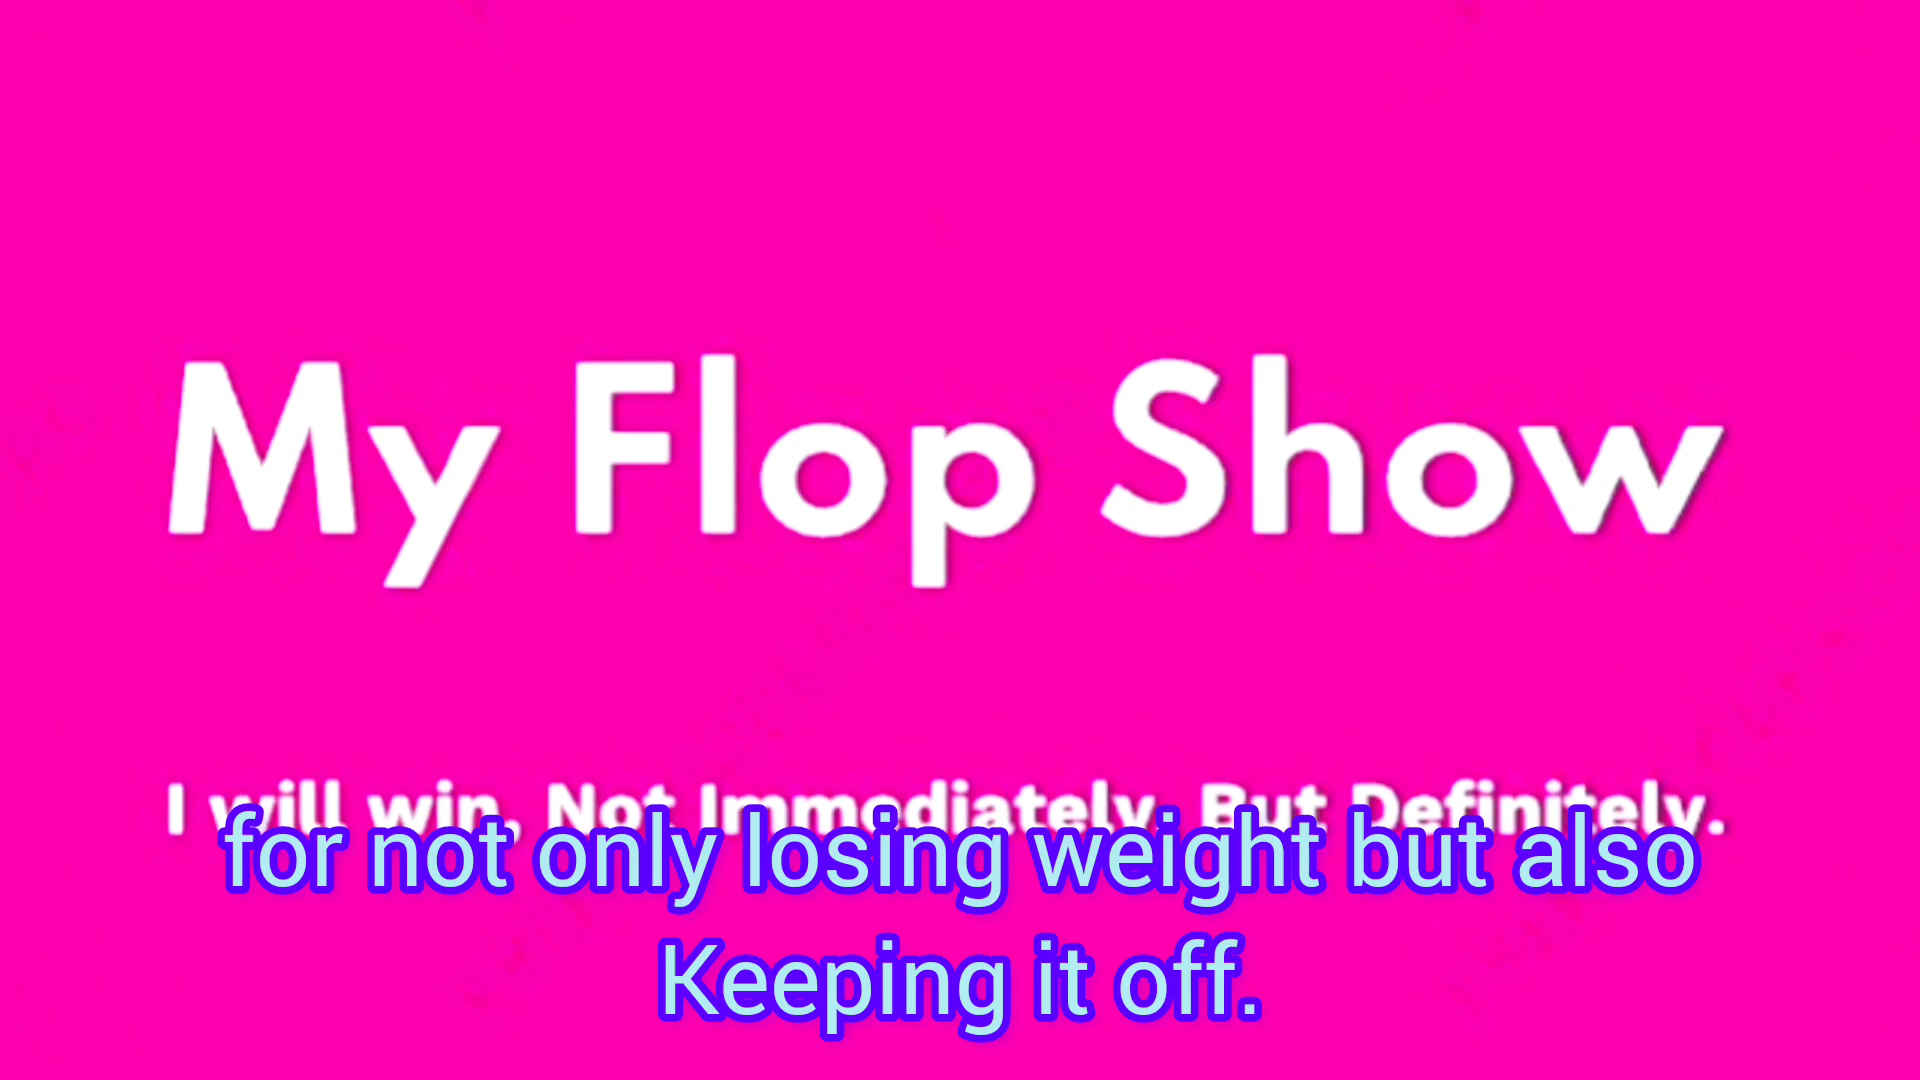 My Flop Show
I will win, Not Immediately, But Definitely.
for not only losing weight but also
Keeping it off.